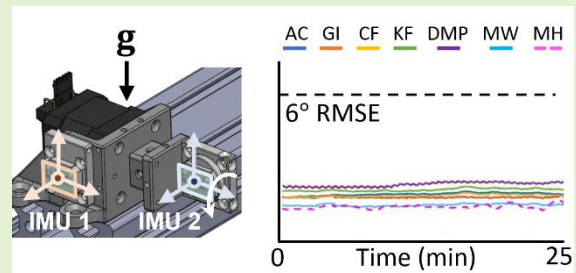 g
IMU 1
IMU 2
AC GI CF KF DMP MW MH
6° RMSE
0 Time (min) 25